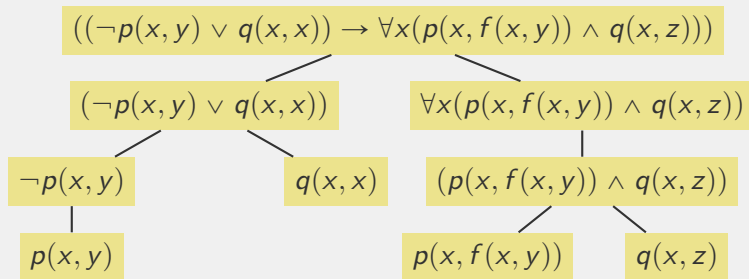 ((¬p(x, y) ∨ q(x, x)) → ∀x(p(x, f(x, y)) ∧ q(x, z)))
(¬p(x, y) ∨ q(x, x)) ∀x(p(x, f(x, y)) ∧ q(x, z))
¬p(x, y) q(x, x) (p(x, f(x, y)) ∧ q(x, z))
p(x, y) p(x, f(x, y)) q(x, z)